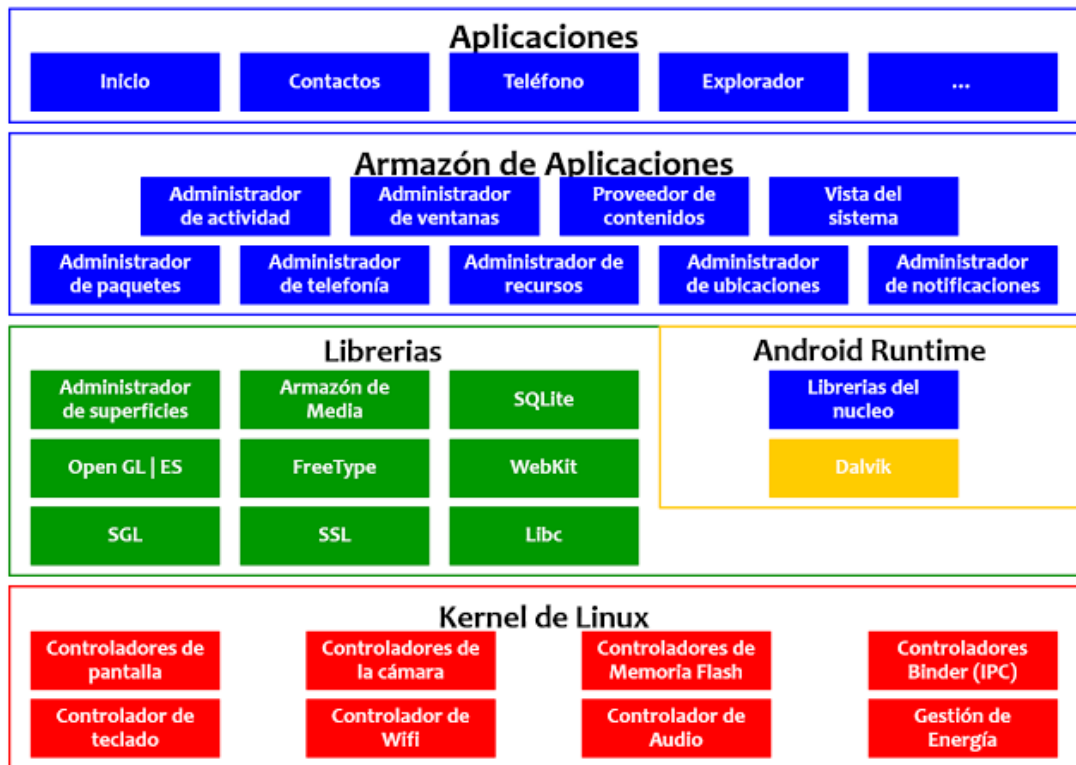 Aplicaciones
Inicio
Contactos
Teléfono
Explorador
...
Armazón de Aplicaciones
Administrador
de actividad
Administrador
de ventanas
Proveedor de
contenidos
Vista del
sistema
Administrador
de paquetes
Administrador
de telefonía
Administrador de
recursos
Administrador
de ubicaciones
Administrador
de notificaciones
Librerias
Administrador
de superficies
Armazón de
Media
SQLite
Open GL | ES
FreeType
WebKit
SGL
SSL
Libc
Android Runtime
Librerias del
nucleo
Dalvik
Kernel de Linux
Controladores de
pantalla
Controladores de
la cámara
Controladores de
Memoria Flash
Controladores
Binder (IPC)
Controlador de
teclado
Controlador de
Wifi
Controlador de
Audio
Gestión de
Energía